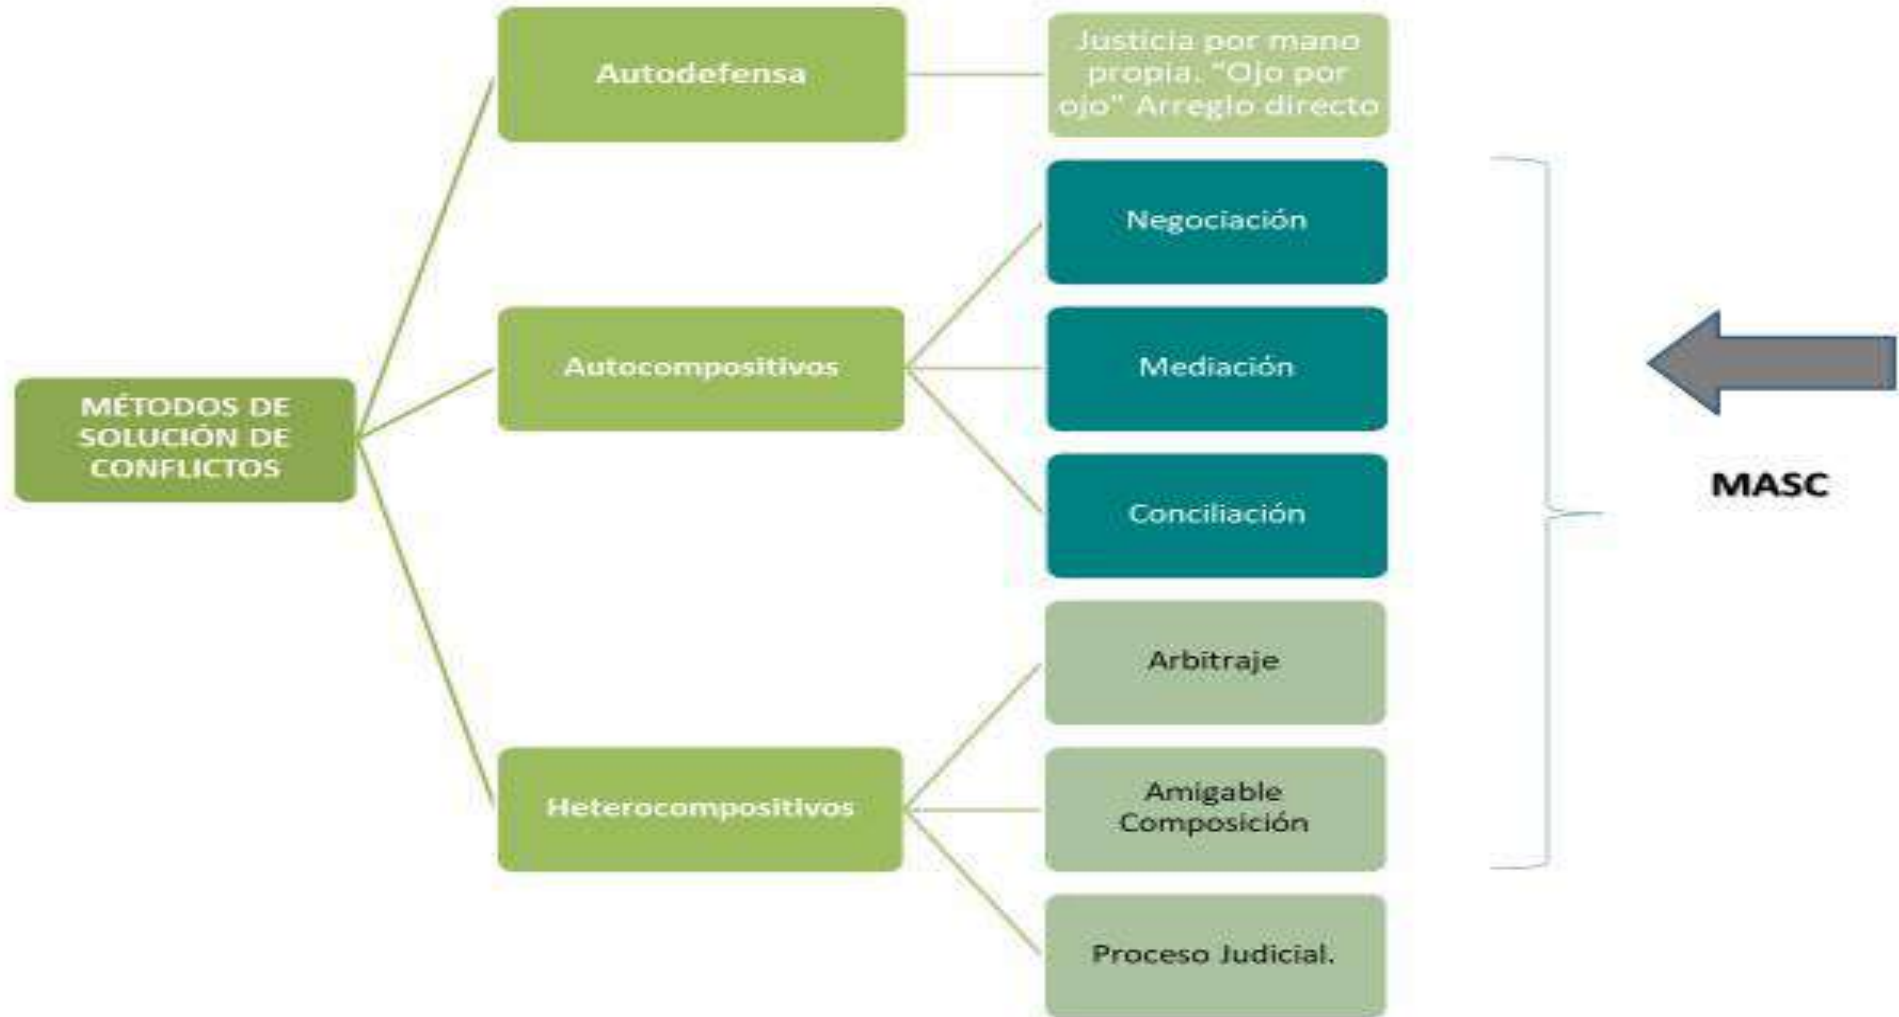 Autodefensa
Justicia por mano
propia. "Ojo por
ojo" Arreglo directo
Negociación
Autocompositivos
Mediación
MÉTODOS DE
SOLUCIÓN DE
CONFLICTOS
Conciliación
MASC
Arbitraje
Heterocompositivos
Amigable
Composición
Proceso Judicial.